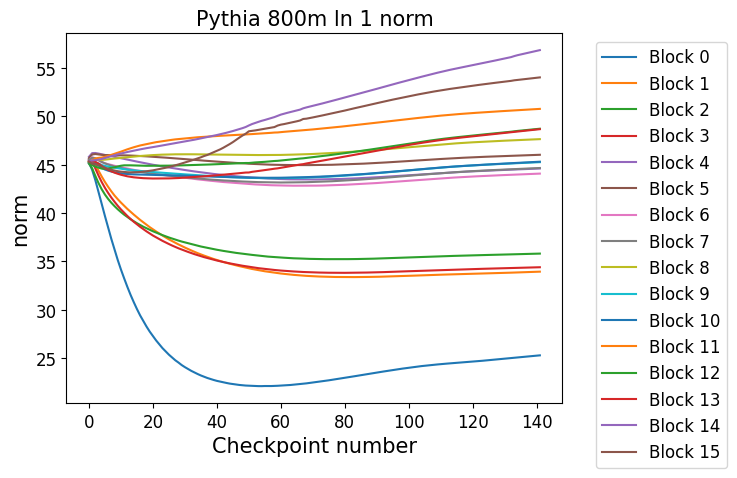 Pythia 800m ln 1 norm
norm
55
50
45
40
35
30
25
0 20 40 60 80 100 120 140
Checkpoint number
Block 0
Block 1
Block 2
Block 3
Block 4
Block 5
Block 6
Block 7
Block 8
Block 9
Block 10
Block 11
Block 12
Block 13
Block 14
Block 15